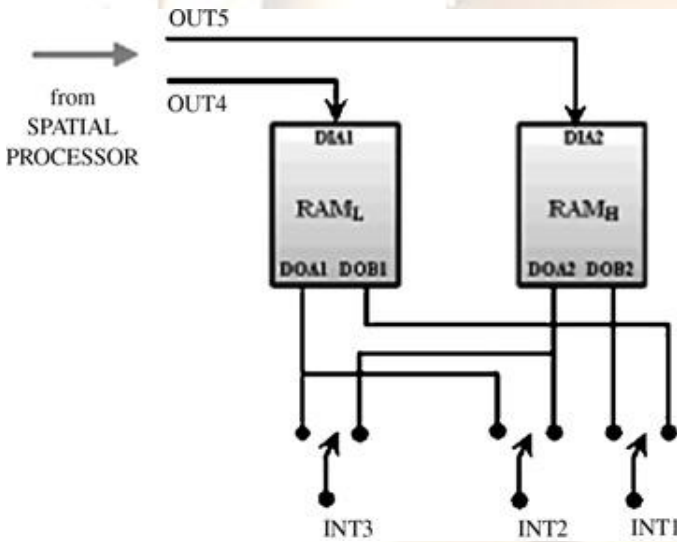 OUT5
OUT4
from
SPATIAL
PROCESSOR
DIA1
DIA2
RAML
RAMH
DOA1 DOB1
DOA2 DOB2
INT3
INT2
INT1